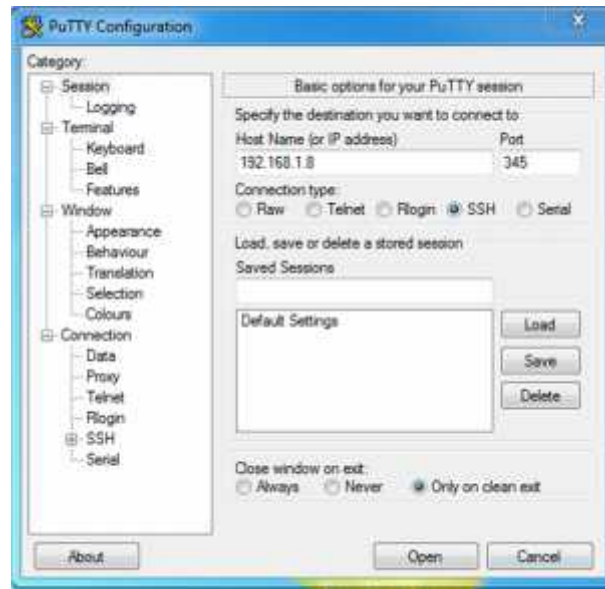 PuTTY Configuration
Category:
Session
Logging
Terminal
Keyboard
Bell
Features
Window
Appearance
Behaviour
Translation
Selection
Colours
Connection
Data
Proxy
Telnet
Rlogin
SSH
Serial
Basic options for your PuTTY session
Specify the destination you want to connect to
Host Name (or IP address) Port
192.168.1.8 345
Connection type:
Raw Telnet Rlogin SSH Serial
Load, save or delete a stored session
Saved Sessions
Default Settings
Load
Save
Delete
Close window on exit:
Always Never Only on clean exit
About Open Cancel